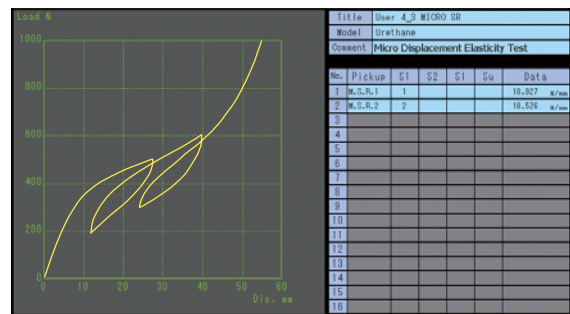 Load N
1000
800
600
400
200
0
0 10 20 30 40 50 60
Dis. mm
Title User 4_3 MICRO SR
Model Urethane
Comment Micro Displacement Elasticity Test
No. Pickup S1 S2 Sl Su Data
1 M.S.R.1 1 18.827 N/mm
2 M.S.R.2 2 18.526 N/mm
3
4
5
6
7
8
9
10
11
12
13
14
15
16